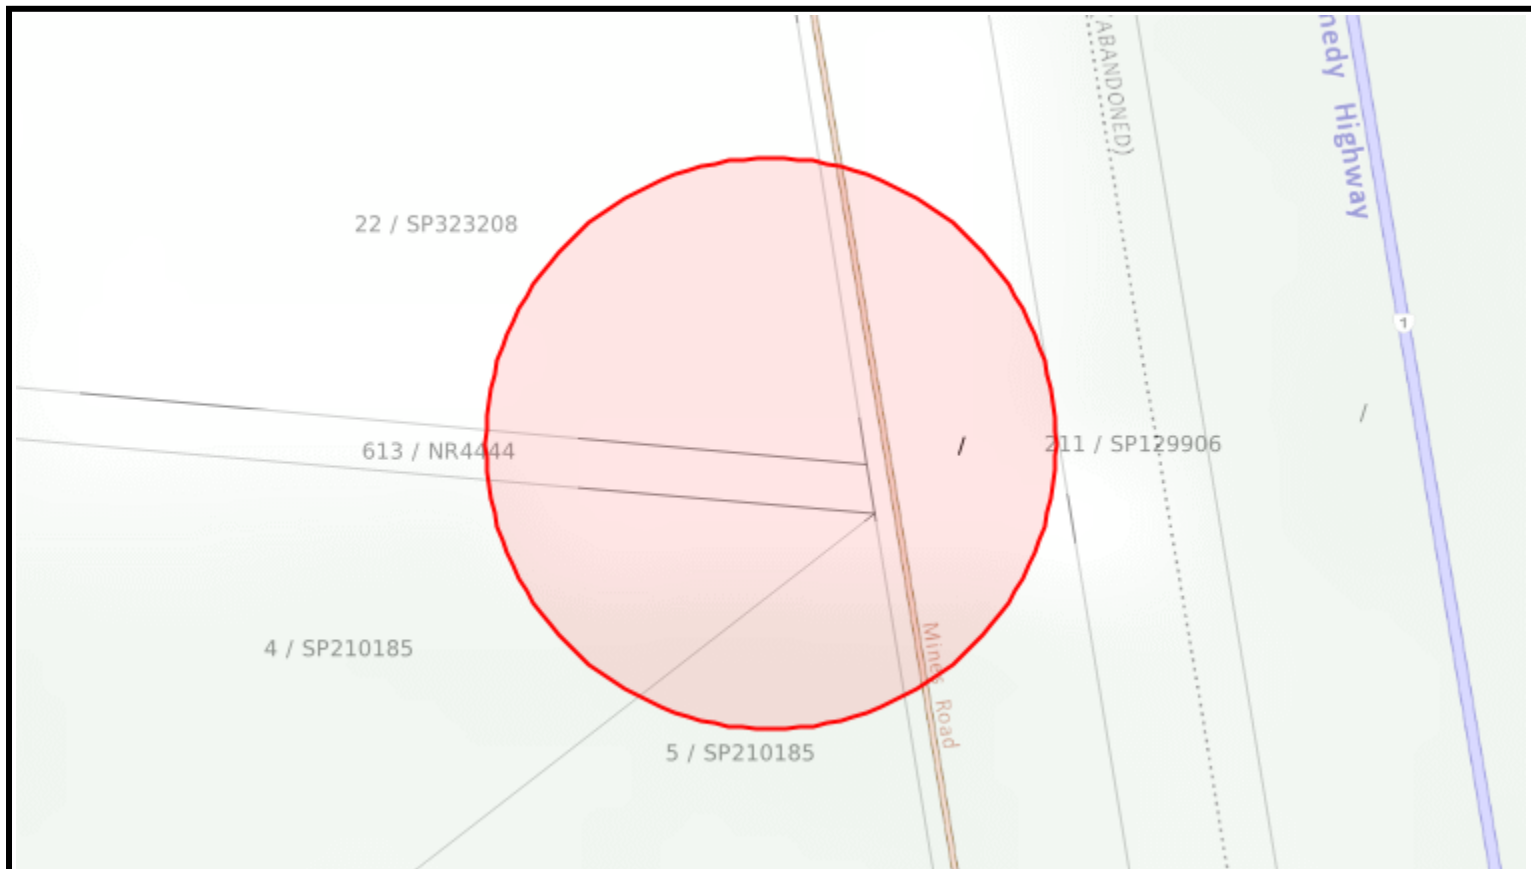 (ABANDONED)
nedy Highway
22 / SP323208
1
/
613 / NR4444
/
211 / SP129906
4 / SP210185
Mines Road
5 / SP210185